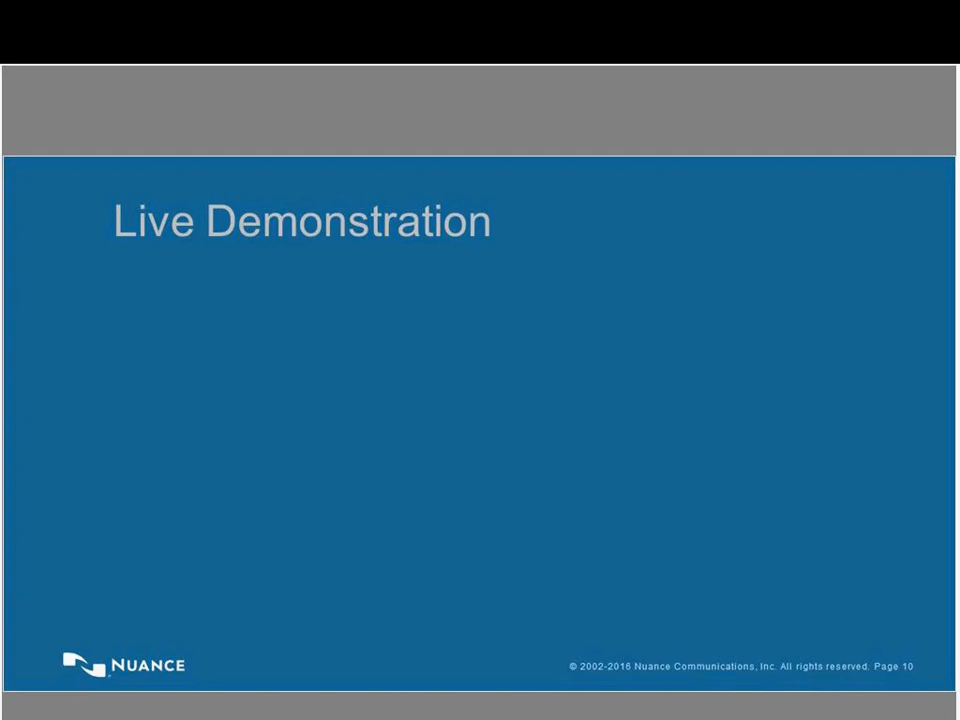 Live Demonstration
NUANCE
© 2002-2016 Nuance Communications, Inc. All rights reserved. Page 10